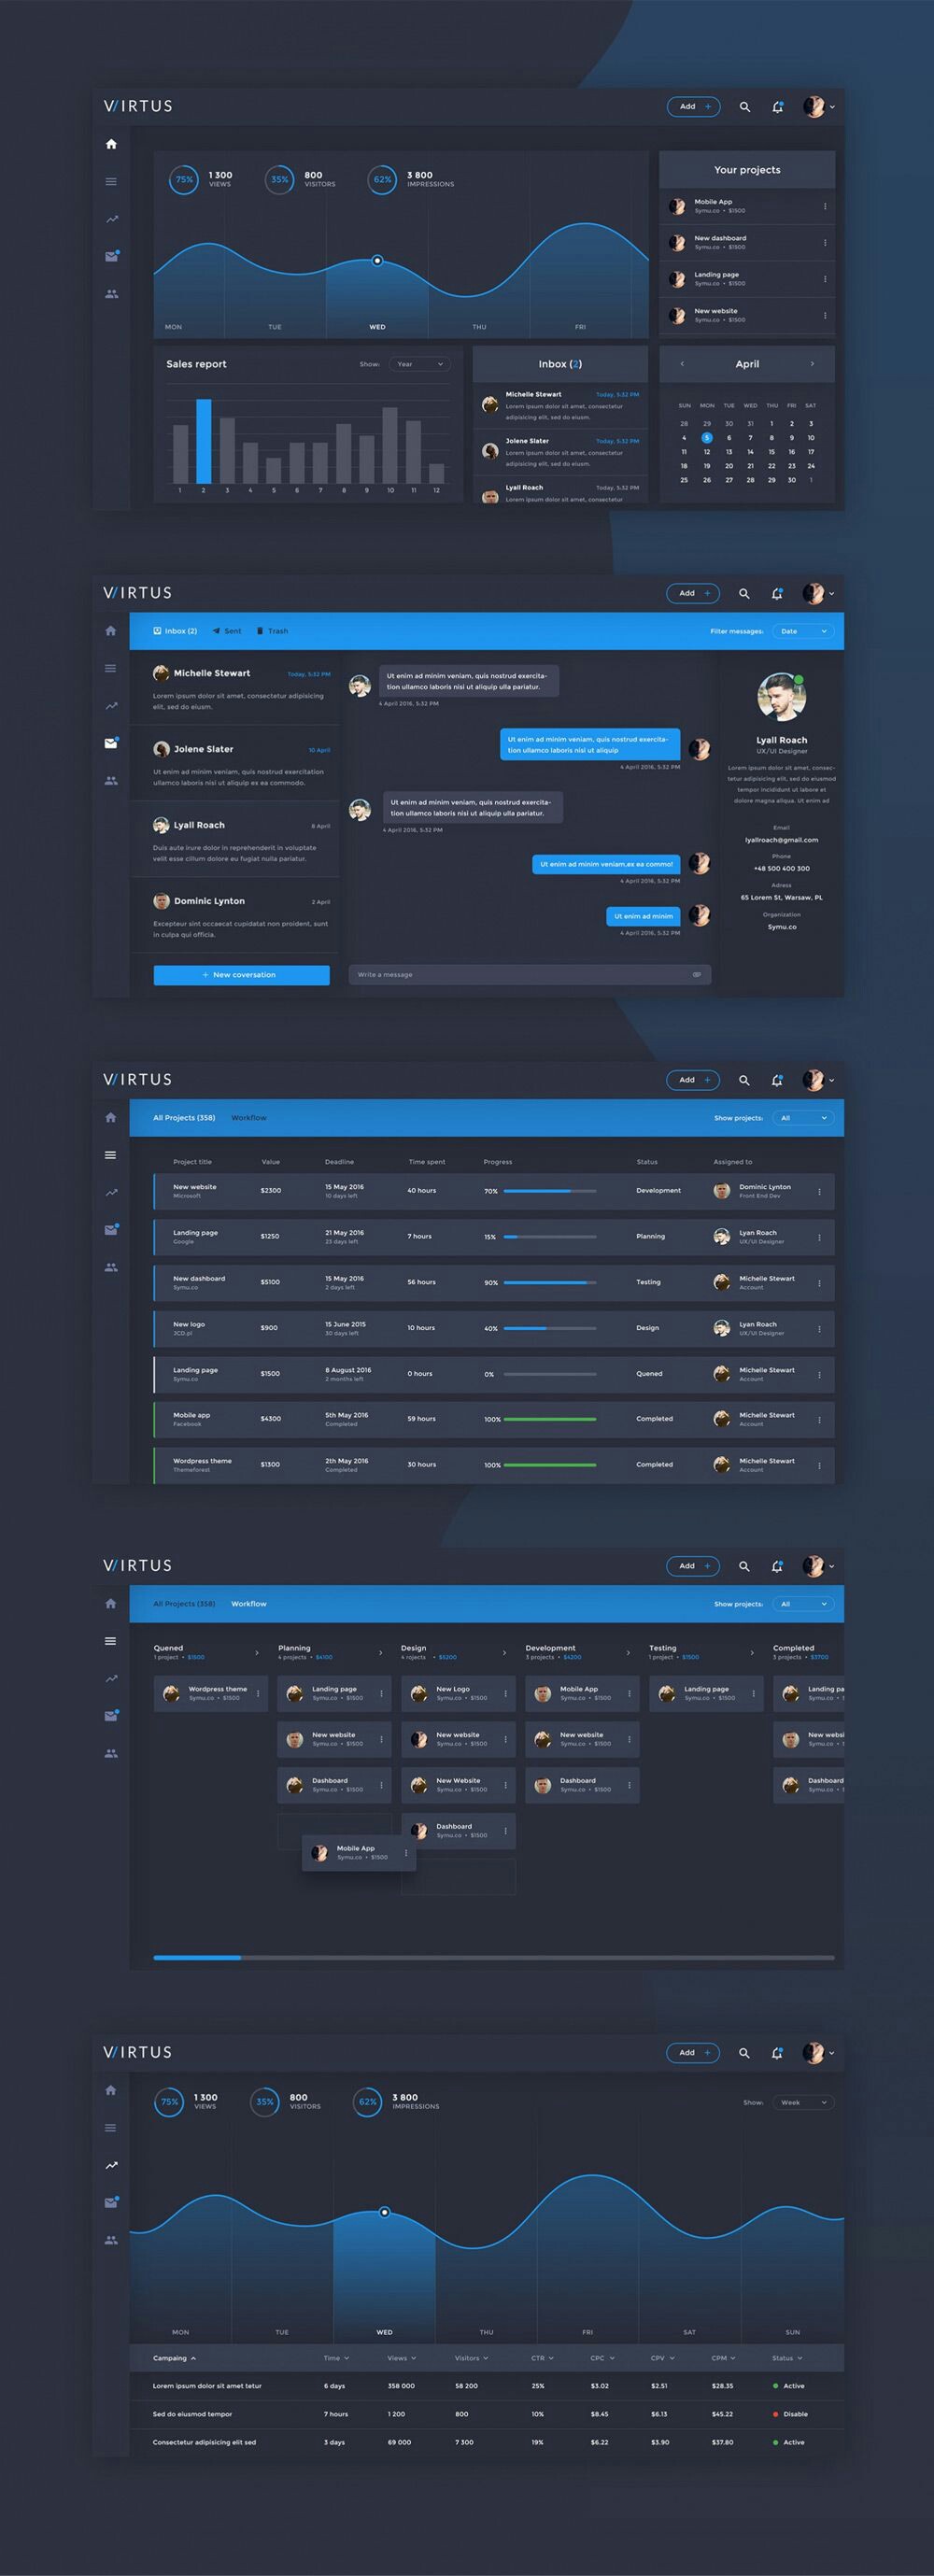 VIRTUS
Add +
75% 1 300 VIEWS
35% 800 VISITORS
62% 3 800 IMPRESSIONS
MON TUE WED THU FRI
Your projects
Mobile App
Symu.co • $1500
New dashboard
Symu.co • $1500
Landing page
Symu.co • $1500
New website
Symu.co • $1500
Sales report
Show: Year
1 2 3 4 5 6 7 8 9 10 11 12
Inbox (2)
Michelle Stewart Today, 5:32 PM
Lorem ipsum dolor sit amet, consectetur
adipisicing elit, sed do eiusm.
Jolene Slater Today, 5:32 PM
Lorem ipsum dolor sit amet, consectetur
adipisicing elit, sed do eiusm.
Lyall Roach Today, 5:32 PM
Lorem ipsum dolor sit amet, consectetur
April
SUN MON TUE WED THU FRI SAT
28 29 30 31 1 2 3
4 5 6 7 8 9 10
11 12 13 14 15 16 17
18 19 20 21 22 23 24
25 26 27 28 29 30 1
VIRTUS
Add +
Inbox (2) Sent Trash
Filter messages: Date
Michelle Stewart Today, 5:32 PM
Lorem ipsum dolor sit amet, consectetur adipisicing
elit, sed do eiusm.
Jolene Slater 10 April
Ut enim ad minim veniam, quis nostrud exercitation
ullamco laboris nisi ut aliquip ex ea commodo.
Lyall Roach 8 April
Duis aute irure dolor in reprehenderit in voluptate
velit esse cillum dolore eu fugiat nulla pariatur.
Dominic Lynton 2 April
Excepteur sint occaecat cupidatat non proident, sunt
in culpa qui officia.
+ New coversation
Ut enim ad minim veniam, quis nostrud exercita-
tion ullamco laboris nisi ut aliquip ulla pariatur.
4 April 2016, 5:32 PM
Ut enim ad minim veniam, quis nostrud exercita-
tion ullamco laboris nisi ut aliquip
4 April 2016, 5:32 PM
Ut enim ad minim veniam, quis nostrud exercita-
tion ullamco laboris nisi ut aliquip ulla pariatur.
4 April 2016, 5:32 PM
Ut enim ad minim veniam,ex ea commo!
4 April 2016, 5:32 PM
Ut enim ad minim
4 April 2016, 5:32 PM
Write a message
Lyall Roach
UX/UI Designer
Lorem ipsum dolor sit amet, consec-
tetur adipisicing elit, sed do eiusmod
tempor incididunt ut labore et
dolore magna aliqua. Ut enim ad
Email
lyallroach@gmail.com
Phone
+48 500 400 300
Adress
65 Lorem St, Warsaw, PL
Organization
Symu.co
VIRTUS
Add +
All Projects (358) Workflow
Show projects: All
Project title Value Deadline Time spent Progress Status Assigned to
New website $2300 15 May 2016 40 hours 70% Development Dominic Lynton
Microsoft 10 days left Front End Dev
Landing page $1250 21 May 2016 7 hours 15% Planning Lyan Roach
Google 23 days left UX/UI Designer
New dashboard $5100 15 May 2016 56 hours 90% Testing Michelle Stewart
Symu.co 2 days left Account
New logo $900 15 June 2015 10 hours 40% Design Lyan Roach
JCD.pl 30 days left UX/UI Designer
Landing page $1500 8 August 2016 0 hours 0% Quened Michelle Stewart
Symu.co 2 months left Account
Mobile app $4300 5th May 2016 59 hours 100% Completed Michelle Stewart
Facebook Completed Account
Wordpress theme $1300 2th May 2016 30 hours 100% Completed Michelle Stewart
Themeforest Completed Account
VIRTUS
Add +
All Projects (358) Workflow
Show projects: All
Quened Planning Design Development Testing Completed
1 project • $1500 4 projects • $4100 4 rojects • $5200 3 projects • $4200 1 project • $1500 3 projects • $3700
Wordpress theme Landing page New Logo Mobile App Landing page Landing pa
Symu.co • $1500 Symu.co • $1500 Symu.co • $1500 Symu.co • $1500 Symu.co • $1500 Symu.co • $
New website New website New website New websi
Symu.co • $1500 Symu.co • $1500 Symu.co • $1500 Symu.co • $
Dashboard New Website Dashboard Dashboard
Symu.co • $1500 Symu.co • $1500 Symu.co • $1500 Symu.co • $
Dashboard
Symu.co • $1500
Mobile App
Symu.co • $1500
VIRTUS
Add +
75% 1 300 VIEWS
35% 800 VISITORS
62% 3 800 IMPRESSIONS
Show: Week
MON TUE WED THU FRI SAT SUN
Campaing Time Views Visitors CTR CPC CPV CPM Status
Lorem ipsum dolor sit amet tetur 6 days 358 000 58 200 25% $3.02 $2.51 $28.35 Active
Sed do eiusmod tempor 7 hours 1 200 800 10% $8.45 $6.13 $45.22 Disable
Consectetur adipisicing elit sed 3 days 69 000 7 300 19% $6.22 $3.90 $37.80 Active